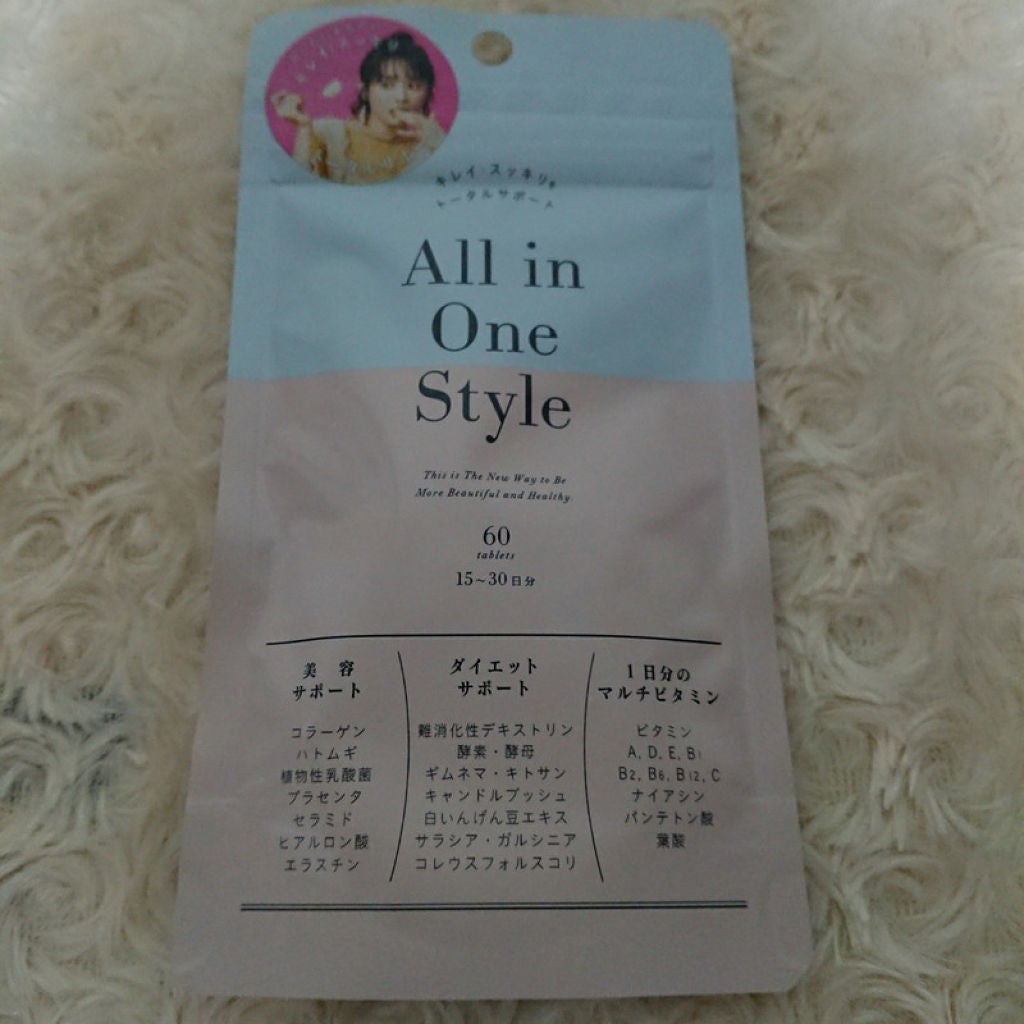 キレイ・スッキリを
トータルサポート
All in
One
Style
This is The New Way to Be
More Beautiful and Healthy.
60
tablets
15~30日分
美 容
サポート
コラーゲン
ハトムギ
植物性乳酸菌
プラセンタ
セラミド
ヒアルロン酸
エラスチン
ダイエット
サポート
難消化性デキストリン
酵素・酵母
ギムネマ・キトサン
キャンドルブッシュ
白いんげん豆エキス
サラシア・ガルシニア
コレウスフォルスコリ
1日分の
マルチビタミン
ビタミン
A, D, E, B1
B2, B6, B12, C
ナイアシン
パンテトン酸
葉酸